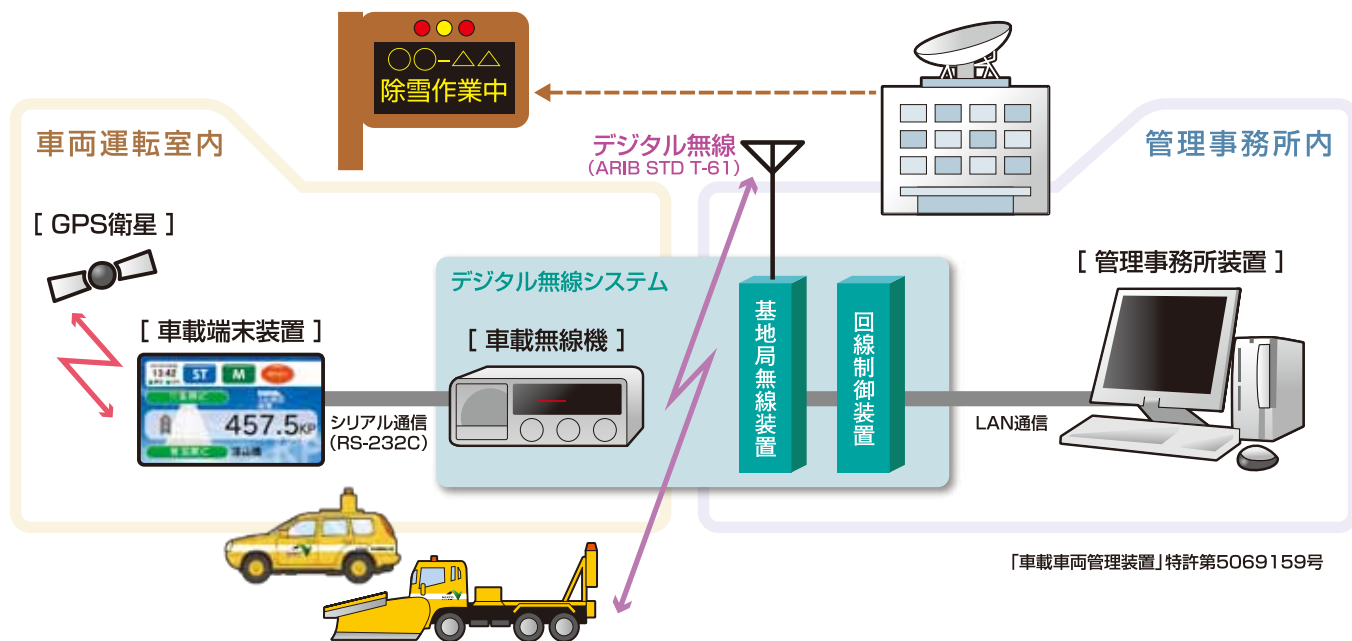 ○○-△△
除雪作業中
車両運転室内
デジタル無線
(ARIB STD T-61)
管理事務所内
[ GPS衛星 ]
デジタル無線システム
[ 管理事務所装置 ]
[ 車載端末装置 ]
[ 車載無線機 ]
基地局無線装置
回線制御装置
13:42
ST
M
457.5KP
シリアル通信
(RS-232C)
LAN通信
「車載車両管理装置」特許第5069159号